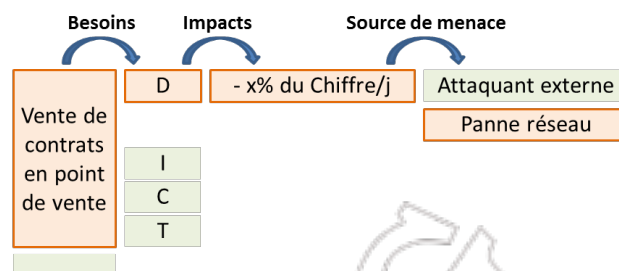 Besoins
Impacts
Source de menace
Vente de
contrats
en point
de vente
D
- x% du Chiffre/j
Attaquant externe
Panne réseau
I
C
T